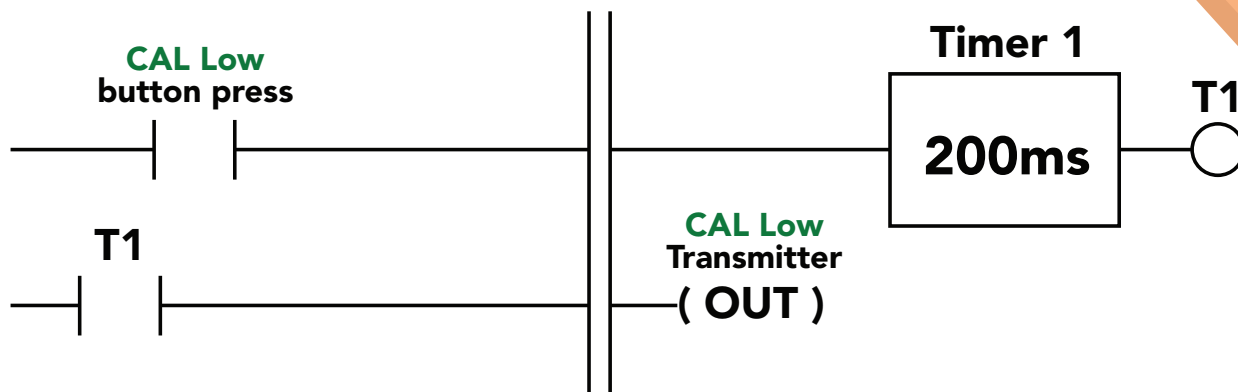 CAL Low
button press
Timer 1
200ms
T1
T1
CAL Low
Transmitter
( OUT )